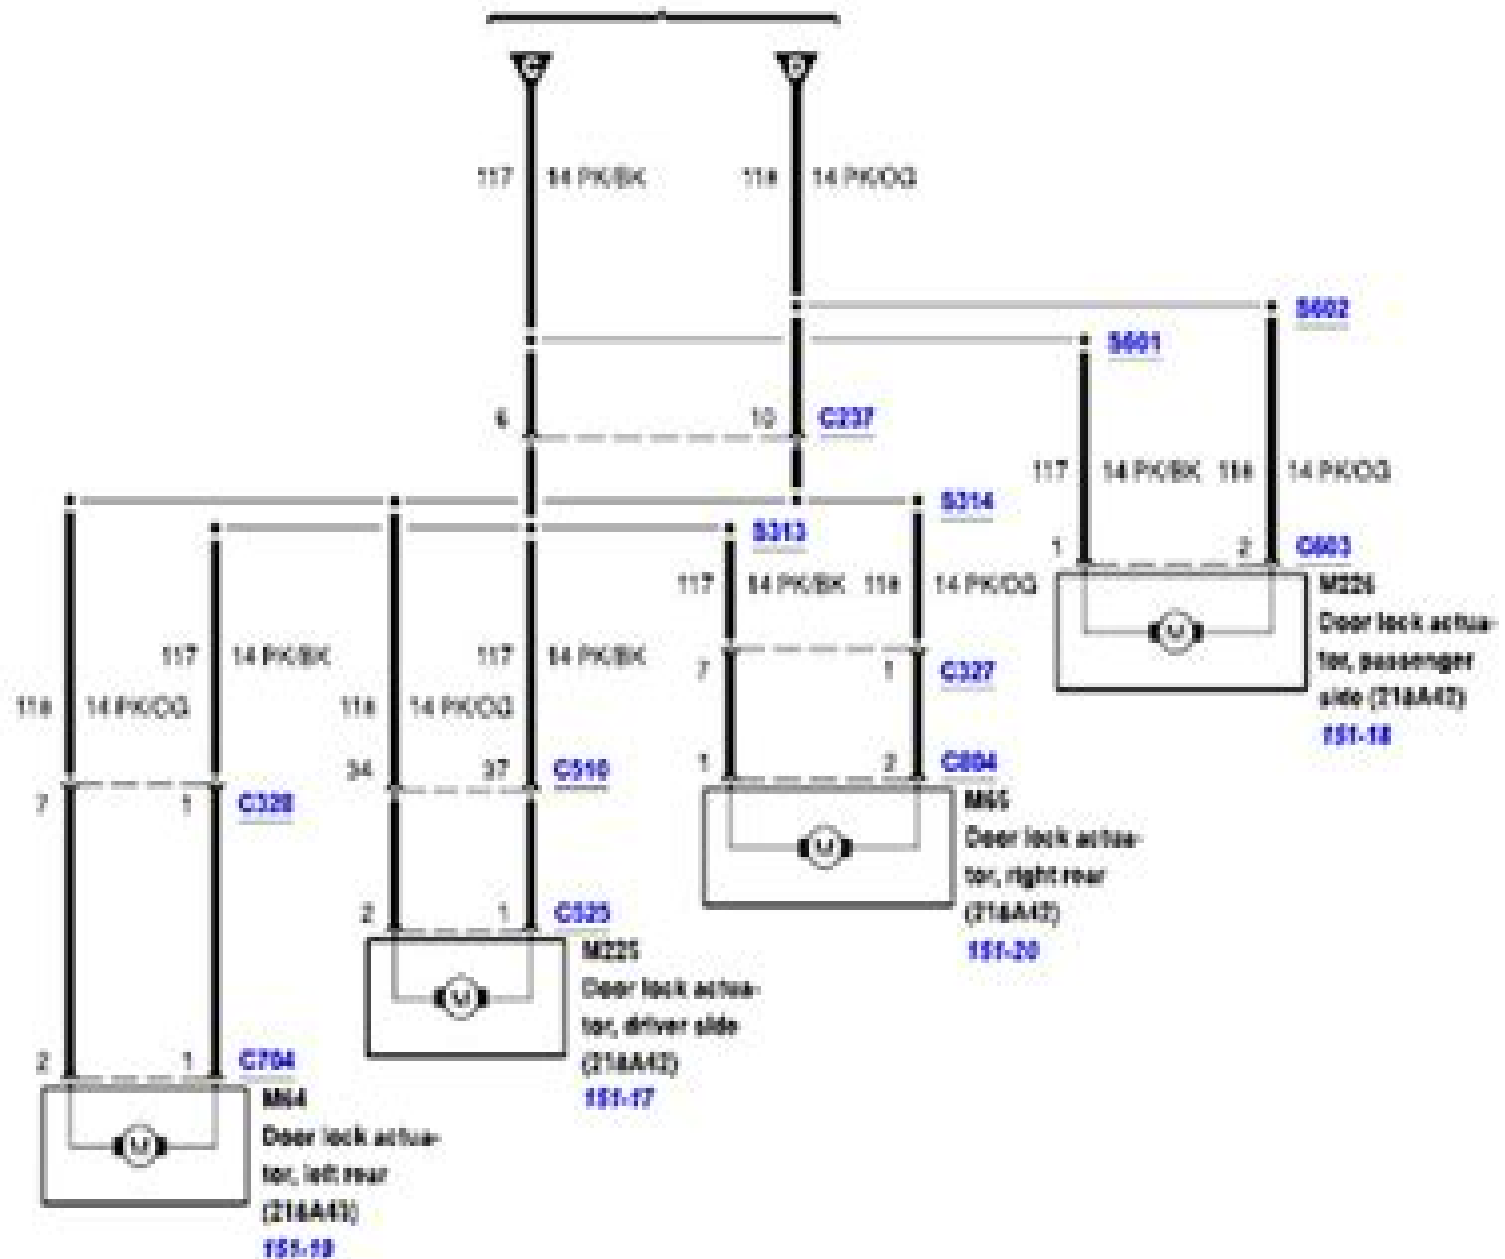 C D
117 14 PK/BK 118 14 PK/OG
S602
S601
6 10 C237
117 14 PK/BK 118 14 PK/OG
S314
S313
1 2 C603
117 14 PK/BK 118 14 PK/OG
M226
Door lock actua-
tor, passenger
side (218A42)
151-18
117 14 PK/BK 117 14 PK/BK
7 1 C327
118 14 PK/OG 118 14 PK/OG
34 37 C510
1 2 C804
7 1 C328
M65
Door lock actua-
tor, right rear
(218A42)
151-20
2 1 C525
M225
Door lock actua-
tor, driver side
(218A42)
151-17
2 1 C704
M64
Door lock actua-
tor, left rear
151-19
M
M
M
M